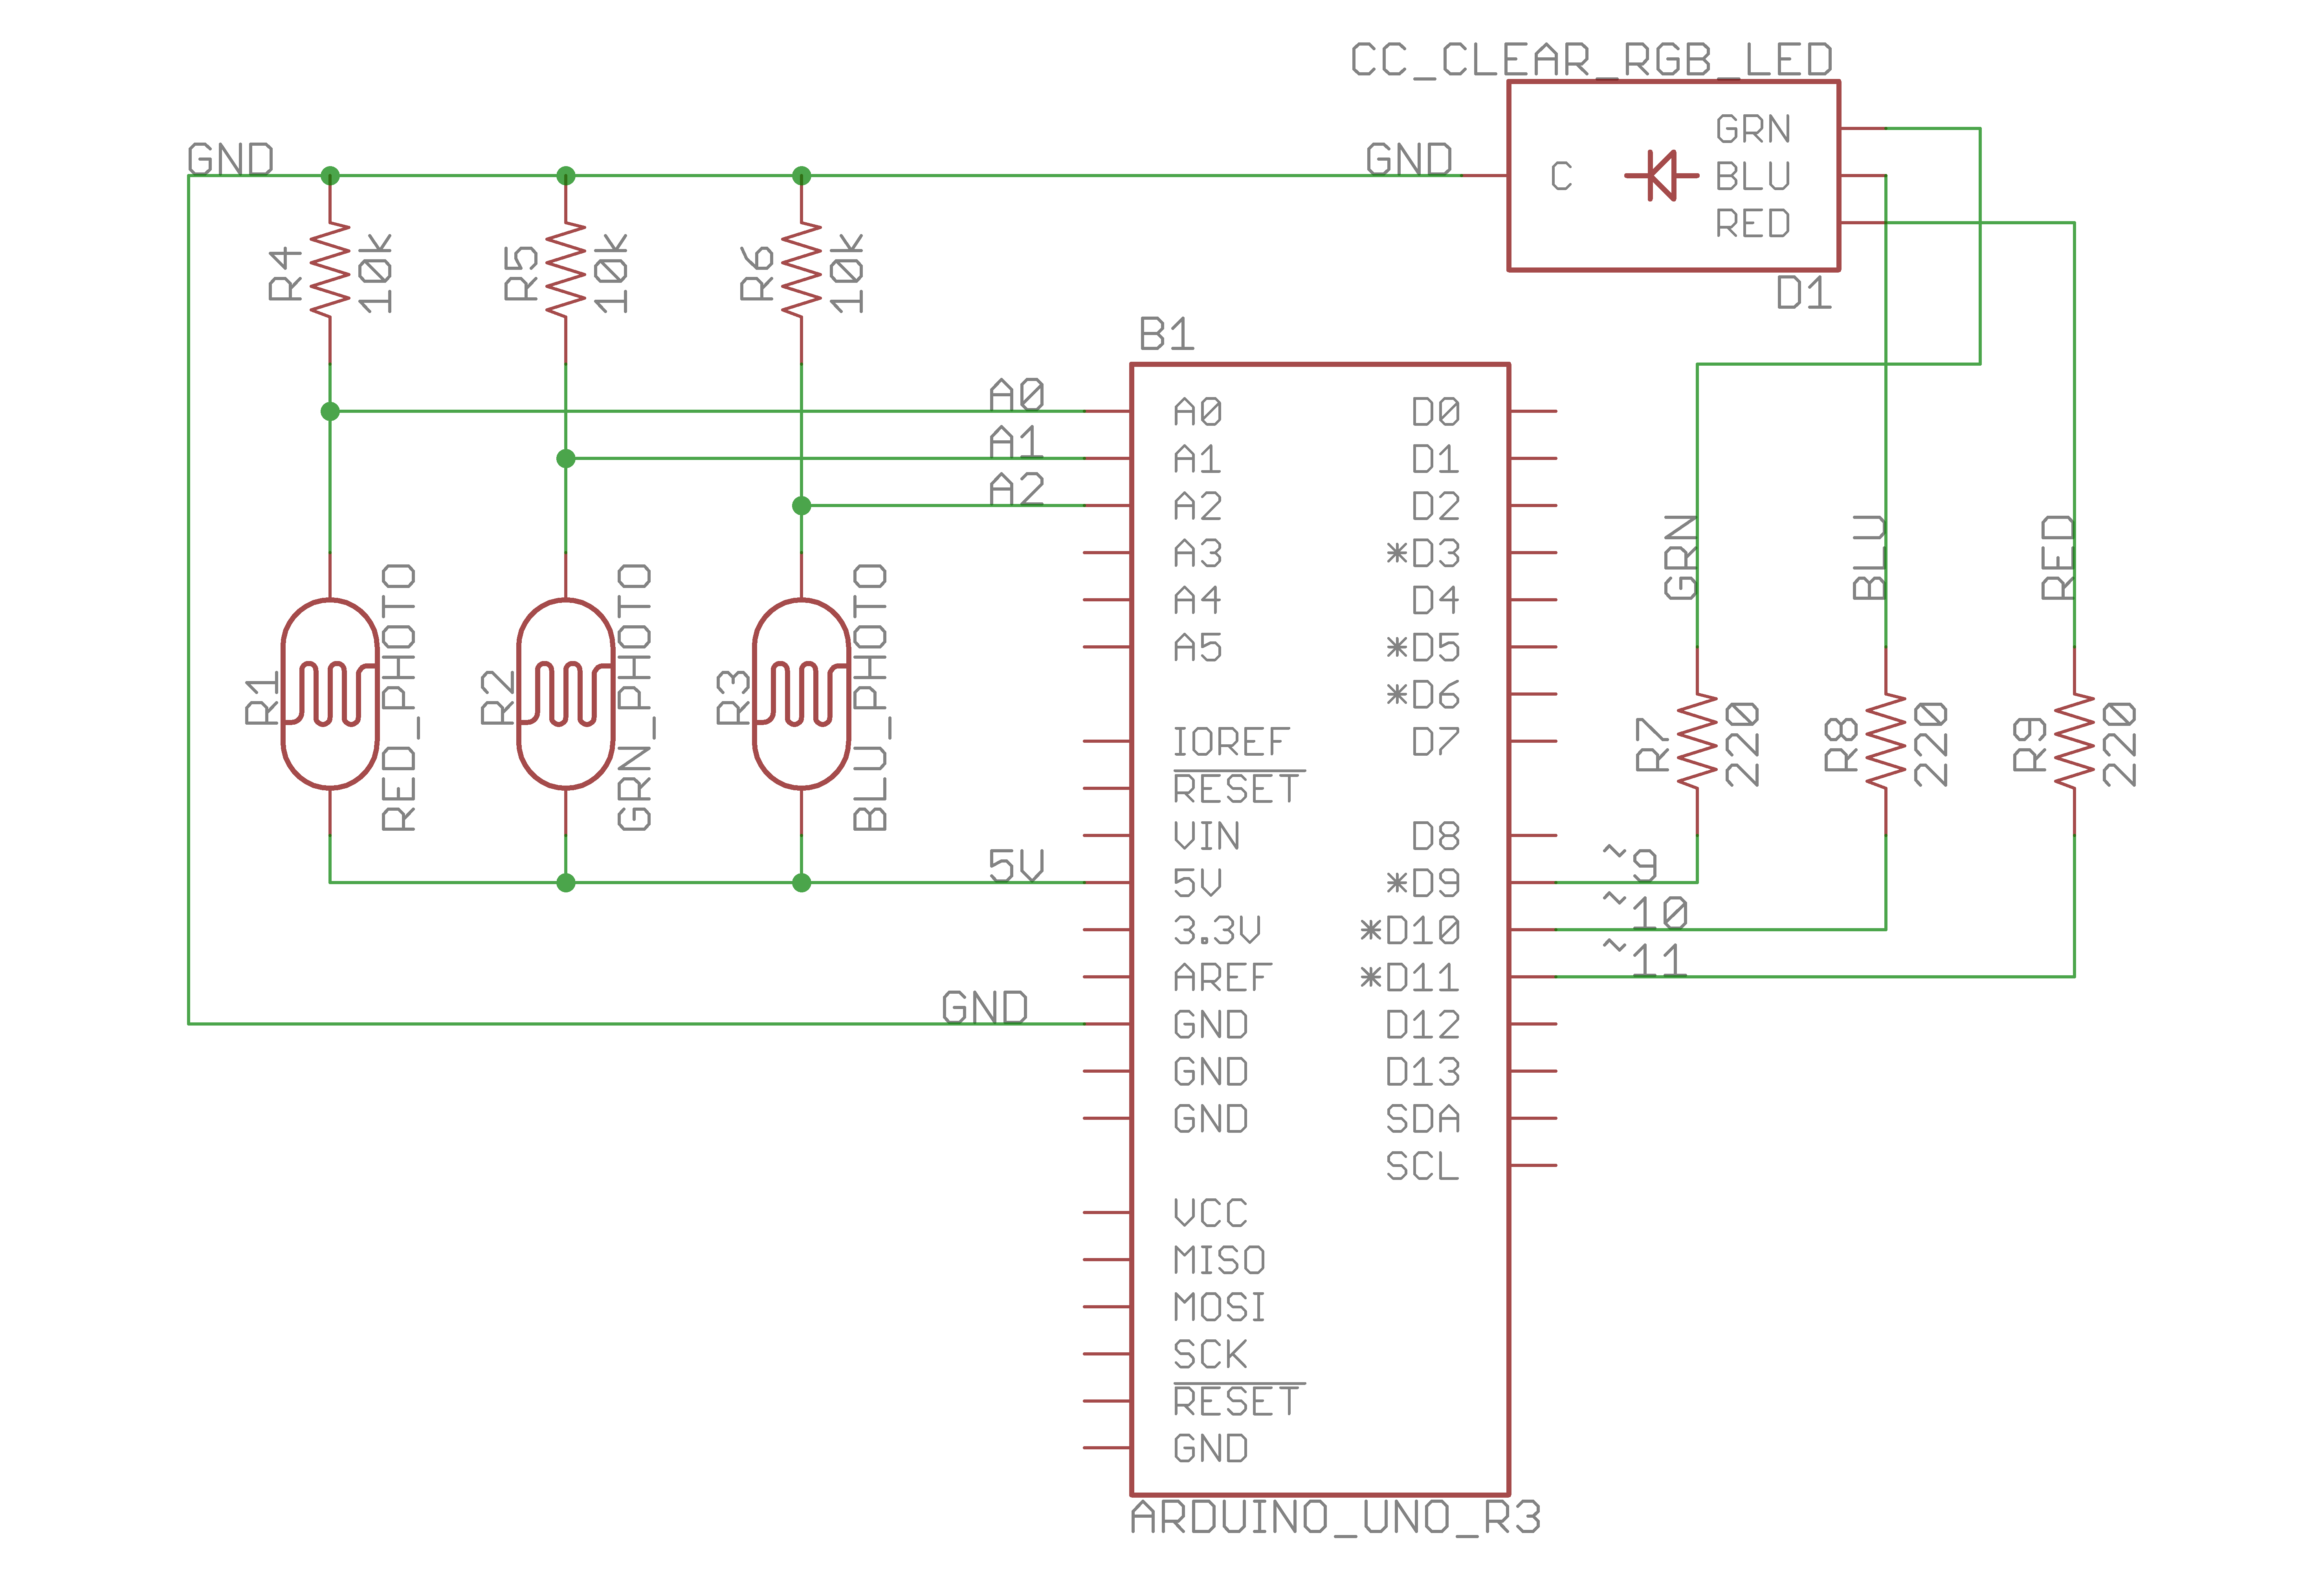 CC_CLEAR_RGB_LED
GND
GND
C
GRN
BLU
RED
D1
R4
10K
R5
10K
R6
10K
B1
A0
A1
A2
A0
A1
A2
A3
A4
A5
IOREF
RESET
VIN
5V
3.3V
AREF
GND
GND
GND
VCC
MISO
MOSI
SCK
RESET
GND
D0
D1
D2
*D3
D4
*D5
*D6
D7
D8
*D9
*D10
*D11
D12
D13
SDA
SCL
R1
RED_PHOTO
R2
GRN_PHOTO
R3
BLU_PHOTO
5V
GND
GRN
BLU
RED
R7
220
R8
220
R9
220
~9
~10
~11
ARDUINO_UNO_R3